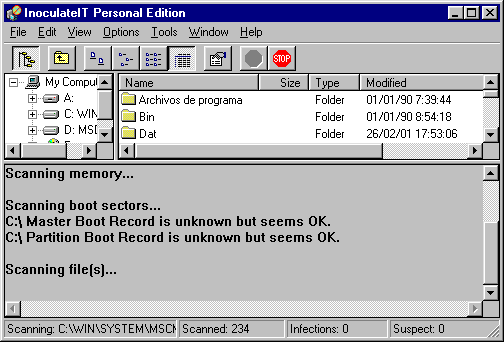 InoculateIT Personal Edition
File Edit View Options Tools Window Help
STOP
My Comput
A:
C: WIN
D: MSD
Name Size Type Modified
Archivos de programa Folder 01/01/90 7:39:44
Bin Folder 01/01/90 8:54:18
Dat Folder 26/02/01 17:53:06
Scanning memory...
Scanning boot sectors...
C:\ Master Boot Record is unknown but seems OK.
C:\ Partition Boot Record is unknown but seems OK.
Scanning file(s)...
Scanning: C:\WIN\SYSTEM\MSCM Scanned: 234 Infections: 0 Suspect: 0